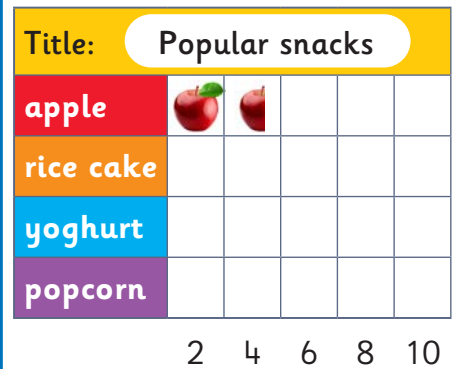 Title: Popular snacks
apple
rice cake
yoghurt
popcorn
2 4 6 8 10